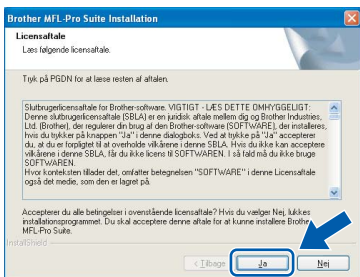 Brother MFL-Pro Suite Installation
Licensaftale
Læs følgende licensaftale.
Tryk på PGDN for at læse resten af aftalen.
Slutbrugerlicensaftale for Brother-software. VIGTIGT - LÆS DETTE OMHYGGELIGT:
Denne slutbrugerlicensaftale (SBLA) er en juridisk aftale mellem dig og Brother Industries,
Ltd. (Brother), der regulerer din brug af den Brother-software (SOFTWARE), der installeres,
hvis du trykker på knappen "Ja" i denne dialogboks. Ved at trykke på "Ja" accepterer
du, at du er forpligtet til at overholde vilkårene i denne SBLA. Hvis du ikke kan acceptere
vilkårene i denne SBLA, får du ikke licens til SOFTWAREN. I så fald må du ikke bruge
SOFTWAREN.
Hvor konteksten tillader det, omfatter betegnelsen "SOFTWARE" i denne Licensaftale
også det medie, som den er lagret på.
Accepterer du alle betingelser i ovenstående licensaftale? Hvis du vælger Nej, lukkes
installationsprogrammet. Du skal acceptere denne aftale for at kunne installere Brother
MFL-Pro Suite.
InstallShield
< Tilbage
Ja
Nej